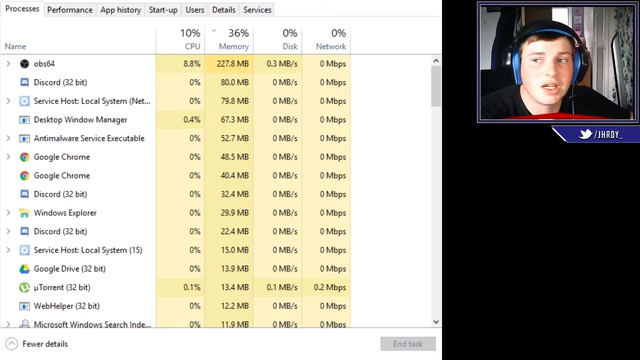 Processes Performance App history Start-up Users Details Services
10% 36% 0% 0%
Name CPU Memory Disk Network
obs64 8.8% 227.8 MB 0.3 MB/s 0 Mbps
Discord (32 bit) 0% 80.0 MB 0 MB/s 0 Mbps
Service Host: Local System (Net... 0% 79.8 MB 0 MB/s 0 Mbps
Desktop Window Manager 0.4% 67.3 MB 0 MB/s 0 Mbps
Antimalware Service Executable 0% 52.7 MB 0 MB/s 0 Mbps
Google Chrome 0% 48.5 MB 0 MB/s 0 Mbps
Google Chrome 0% 40.4 MB 0 MB/s 0 Mbps
Discord (32 bit) 0% 32.4 MB 0 MB/s 0 Mbps
Windows Explorer 0% 29.9 MB 0 MB/s 0 Mbps
Discord (32 bit) 0% 22.4 MB 0 MB/s 0 Mbps
Service Host: Local System (15) 0% 15.0 MB 0 MB/s 0 Mbps
Google Drive (32 bit) 0% 13.9 MB 0 MB/s 0 Mbps
µTorrent (32 bit) 0.1% 13.4 MB 0.1 MB/s 0.2 Mbps
WebHelper (32 bit) 0% 12.2 MB 0 MB/s 0 Mbps
Microsoft Windows Search Inde... 0% 11.9 MB 0 MB/s 0 Mbps
Fewer details
End task
/JHRDY_